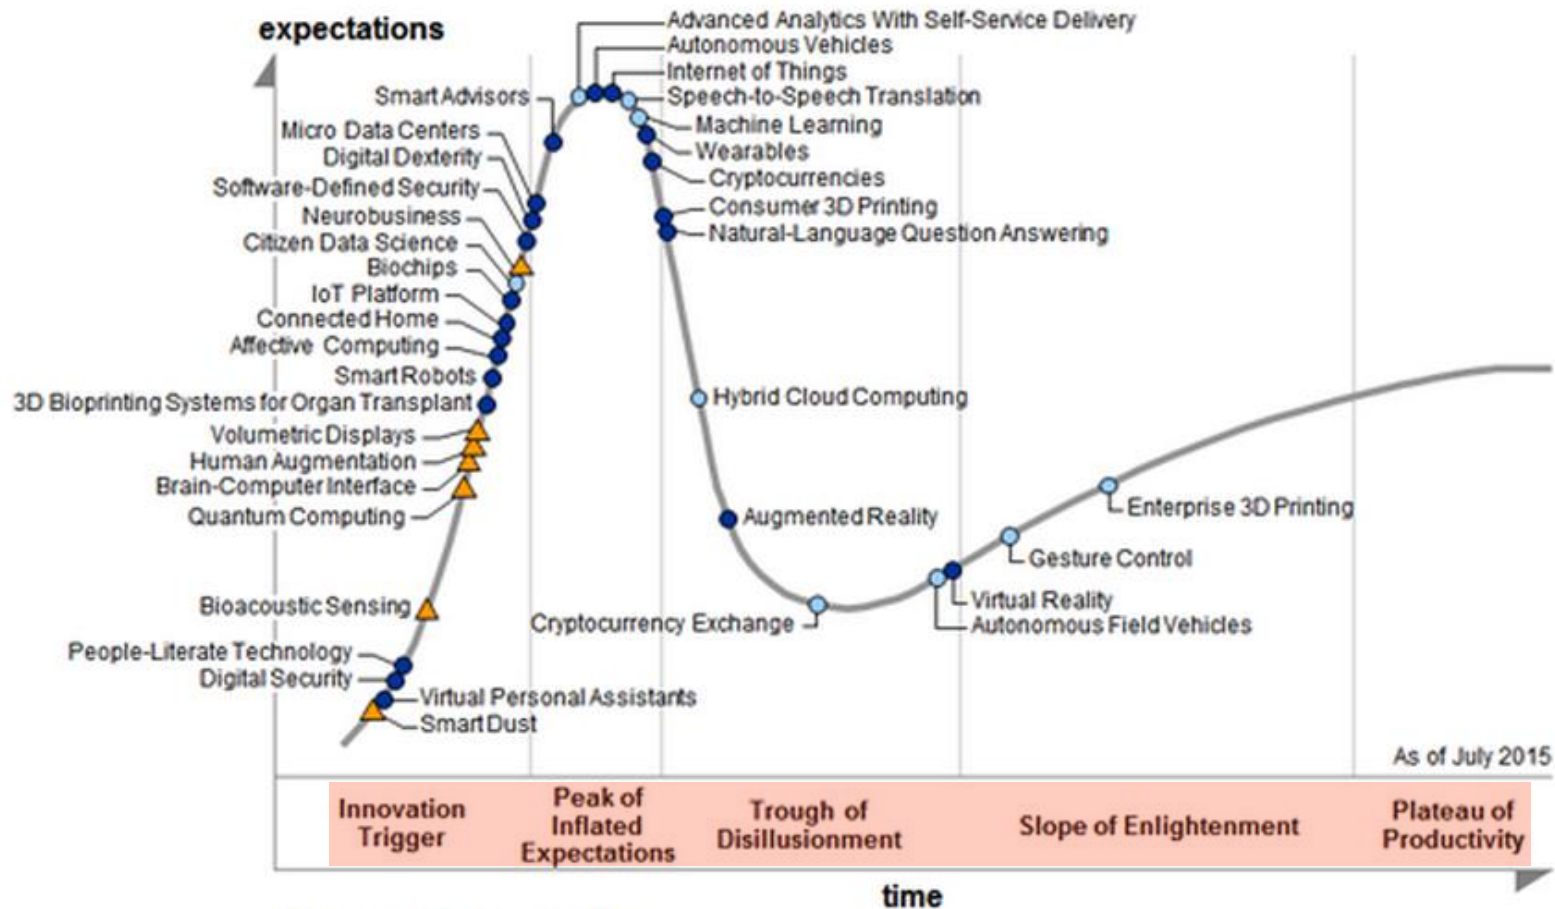 expectations
Advanced Analytics With Self-Service Delivery
Autonomous Vehicles
Internet of Things
Speech-to-Speech Translation
Machine Learning
Wearables
Cryptocurrencies
Consumer 3D Printing
Natural-Language Question Answering
Smart Advisors
Micro Data Centers
Digital Dexterity
Software-Defined Security
Neurobusiness
Citizen Data Science
Biochips
IoT Platform
Connected Home
Affective Computing
Smart Robots
3D Bioprinting Systems for Organ Transplant
Volumetric Displays
Human Augmentation
Brain-Computer Interface
Quantum Computing
Bioacoustic Sensing
People-Literate Technology
Digital Security
Virtual Personal Assistants
Smart Dust
Hybrid Cloud Computing
Augmented Reality
Cryptocurrency Exchange
Enterprise 3D Printing
Gesture Control
Virtual Reality
Autonomous Field Vehicles
As of July 2015
Innovation
Trigger
Peak of
Inflated
Expectations
Trough of
Disillusionment
Slope of Enlightenment
Plateau of
Productivity
time